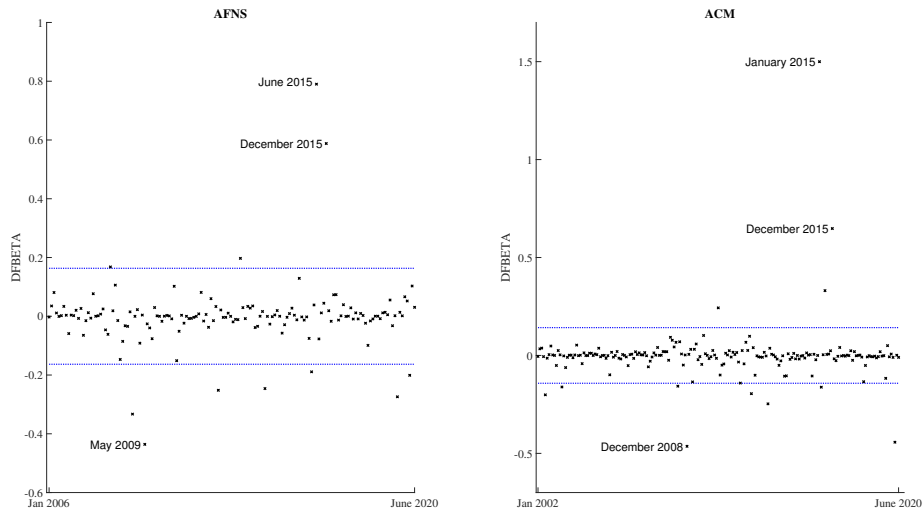 AFNS
DFBETA
1
0.8
0.6
0.4
0.2
0
-0.2
-0.4
-0.6
June 2015
December 2015
May 2009
Jan 2006
June 2020
ACM
DFBETA
1.5
1
0.5
0
-0.5
January 2015
December 2015
December 2008
Jan 2002
June 2020